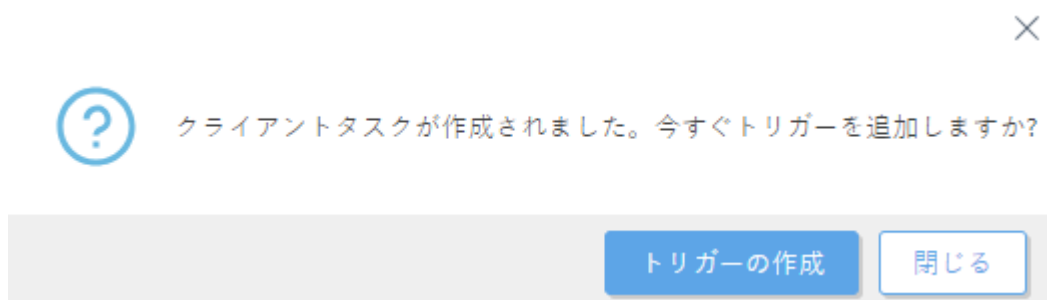 クライアントタスクが作成されました。今すぐトリガーを追加しますか?
トリガーの作成
閉じる